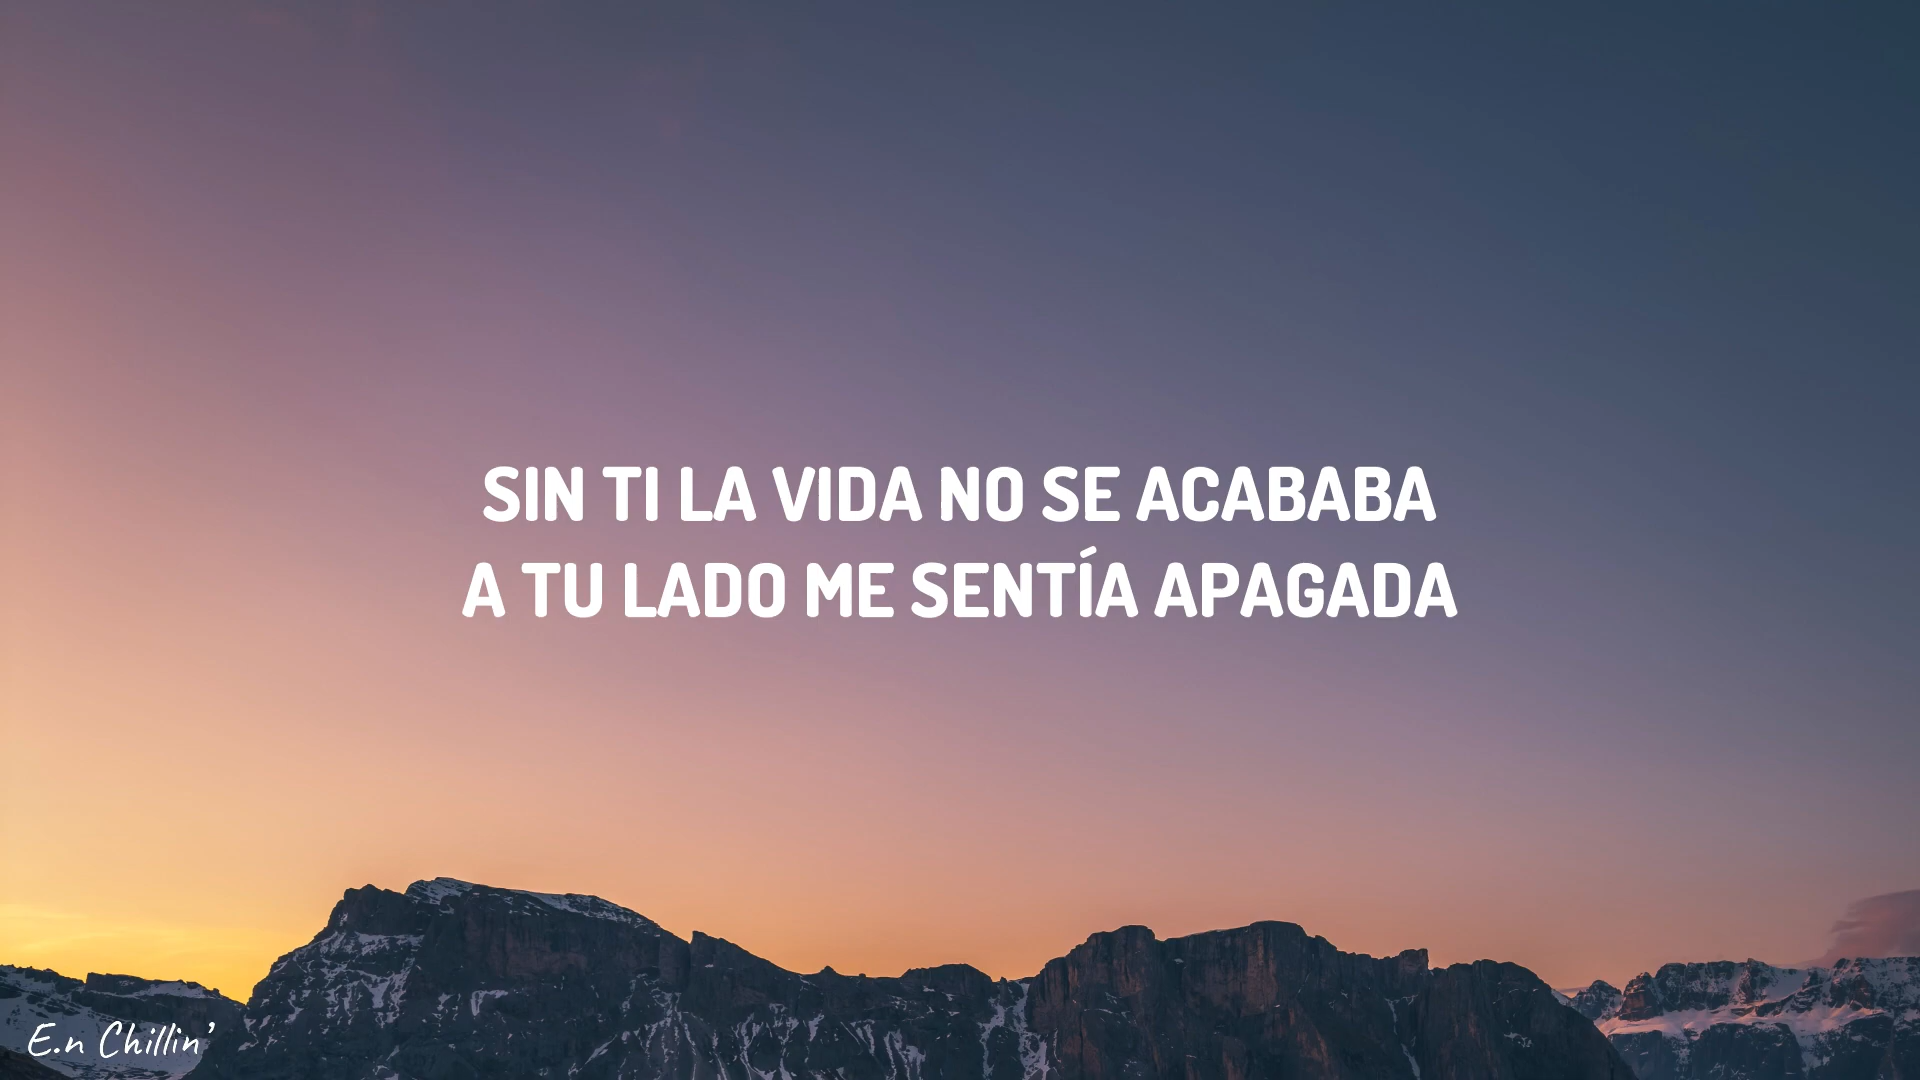 SIN TI LA VIDA NO SE ACABABA
A TU LADO ME SENTÍA APAGADA
E.n Chillin'